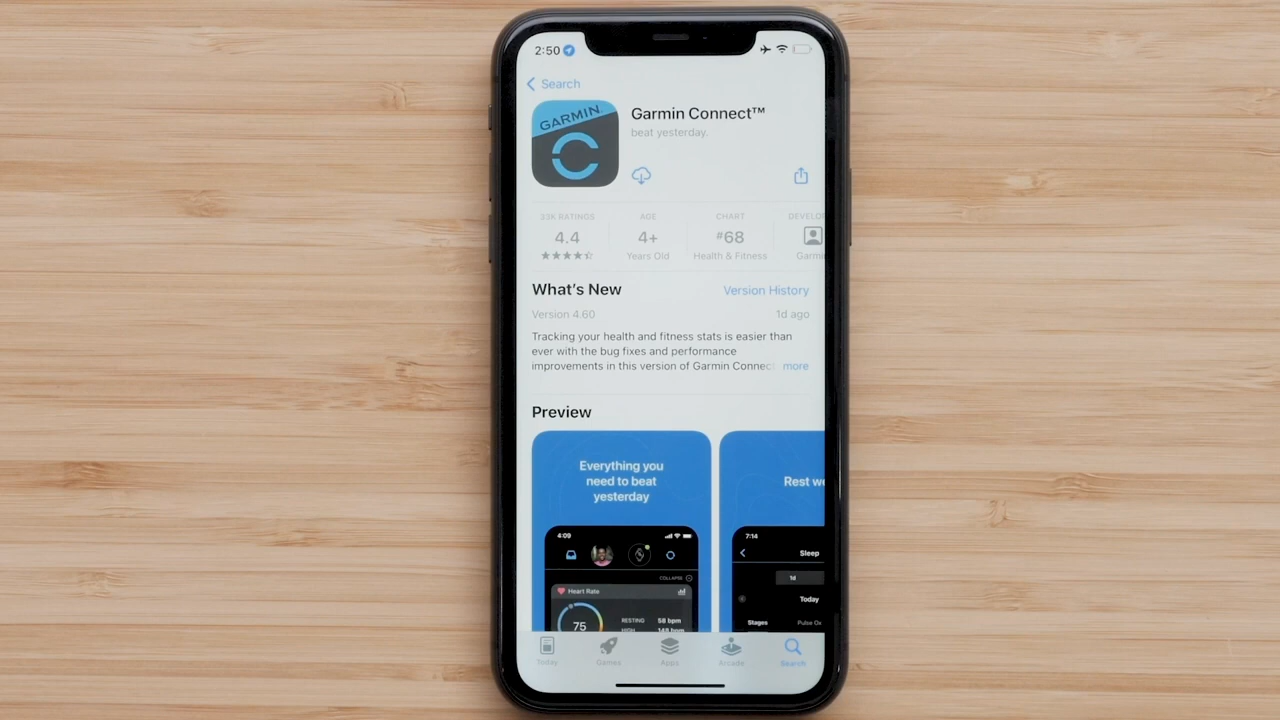 2:50
Search
GARMIN.
Garmin Connect™
beat yesterday.
23K RATINGS
AGE
CHART
4.4
4+
#68
Years Old
Health & Fitness
What's New
Version History
Version 4.60
1d ago
Tracking your health and fitness stats is easier than
ever with the bug fixes and performance
improvements in this version of Garmin Connect
more
Preview
Everything you
need to beat
yesterday
Rest we
4:09
COLLAPSE
Heart Rate
75
RESTING
58 bpm
HIGH
148 bpm
7:14
Sleep
1d
Today
Stages
Pulse Ox
Today
Games
Apps
Arcade
Search